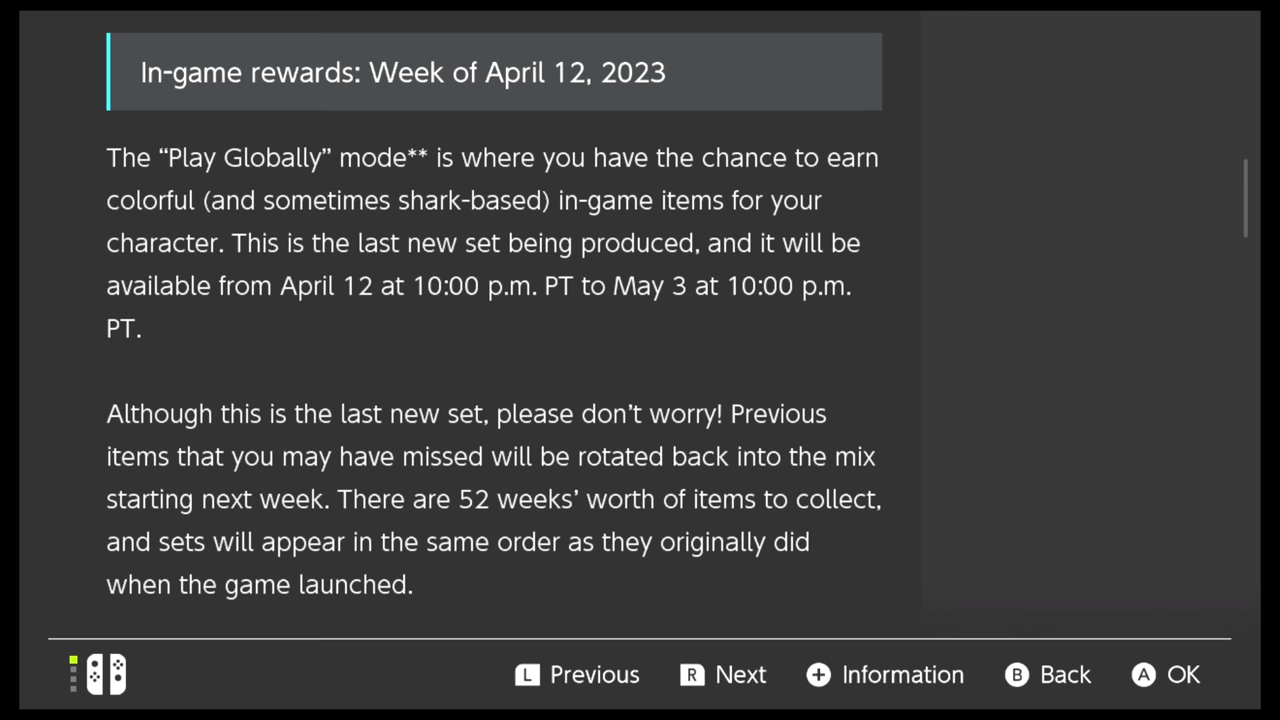 In-game rewards: Week of April 12, 2023
The “Play Globally” mode** is where you have the chance to earn
colorful (and sometimes shark-based) in-game items for your
character. This is the last new set being produced, and it will be
available from April 12 at 10:00 p.m. PT to May 3 at 10:00 p.m.
PT.
Although this is the last new set, please don’t worry! Previous
items that you may have missed will be rotated back into the mix
starting next week. There are 52 weeks’ worth of items to collect,
and sets will appear in the same order as they originally did
when the game launched.
L Previous R Next + Information B Back A OK